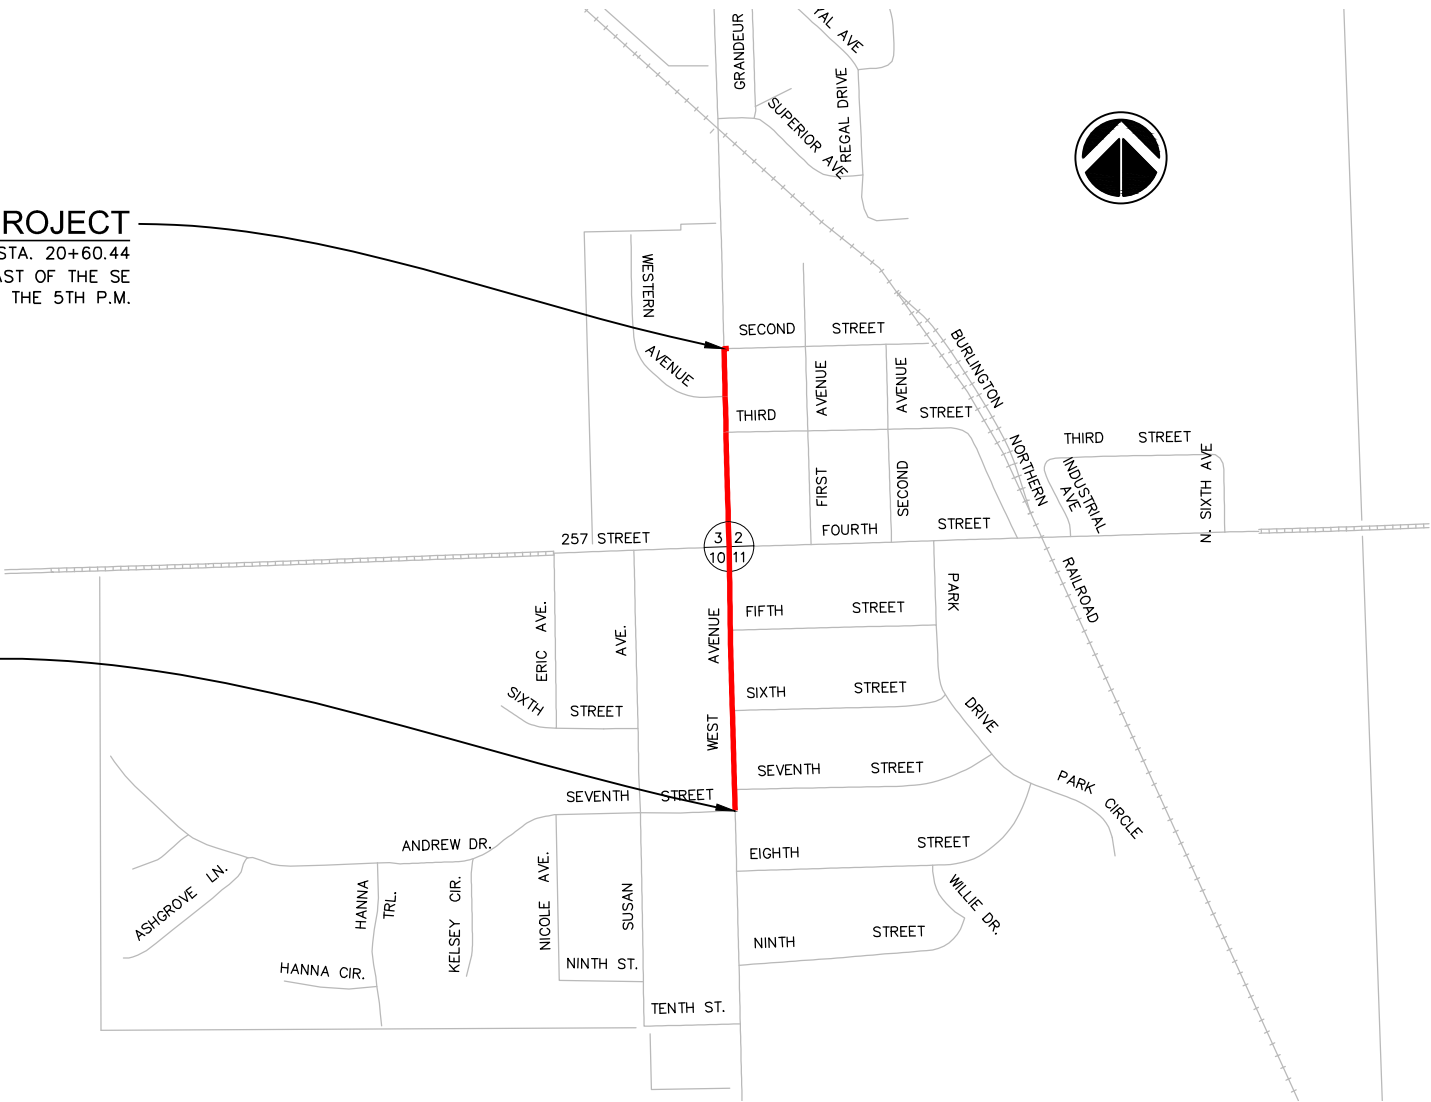 GRANDEUR
YAL AVE
REGAL DRIVE
SUPERIOR AVE
ROJECT
STA. 20+60.44
AST OF THE SE
THE 5TH P.M.
WESTERN
AVENUE
SECOND STREET
BURLINGTON
NORTHERN
RAILROAD
AVENUE
AVENUE
THIRD STREET
FIRST
SECOND
THIRD STREET
INDUSTRIAL
AVE
N. SIXTH AVE
257 STREET
3 2
10 11
FOURTH STREET
ERIC AVE.
AVE.
AVENUE
WEST
FIFTH STREET
PARK
DRIVE
SIXTH STREET
SIXTH STREET
SEVENTH STREET
SEVENTH STREET
PARK CIRCLE
ANDREW DR.
EIGHTH STREET
ASHGROVE LN.
HANNA
TRL.
KELSEY CIR.
NICOLE AVE.
SUSAN
WILLIE DR.
NINTH STREET
HANNA CIR.
NINTH ST.
TENTH ST.